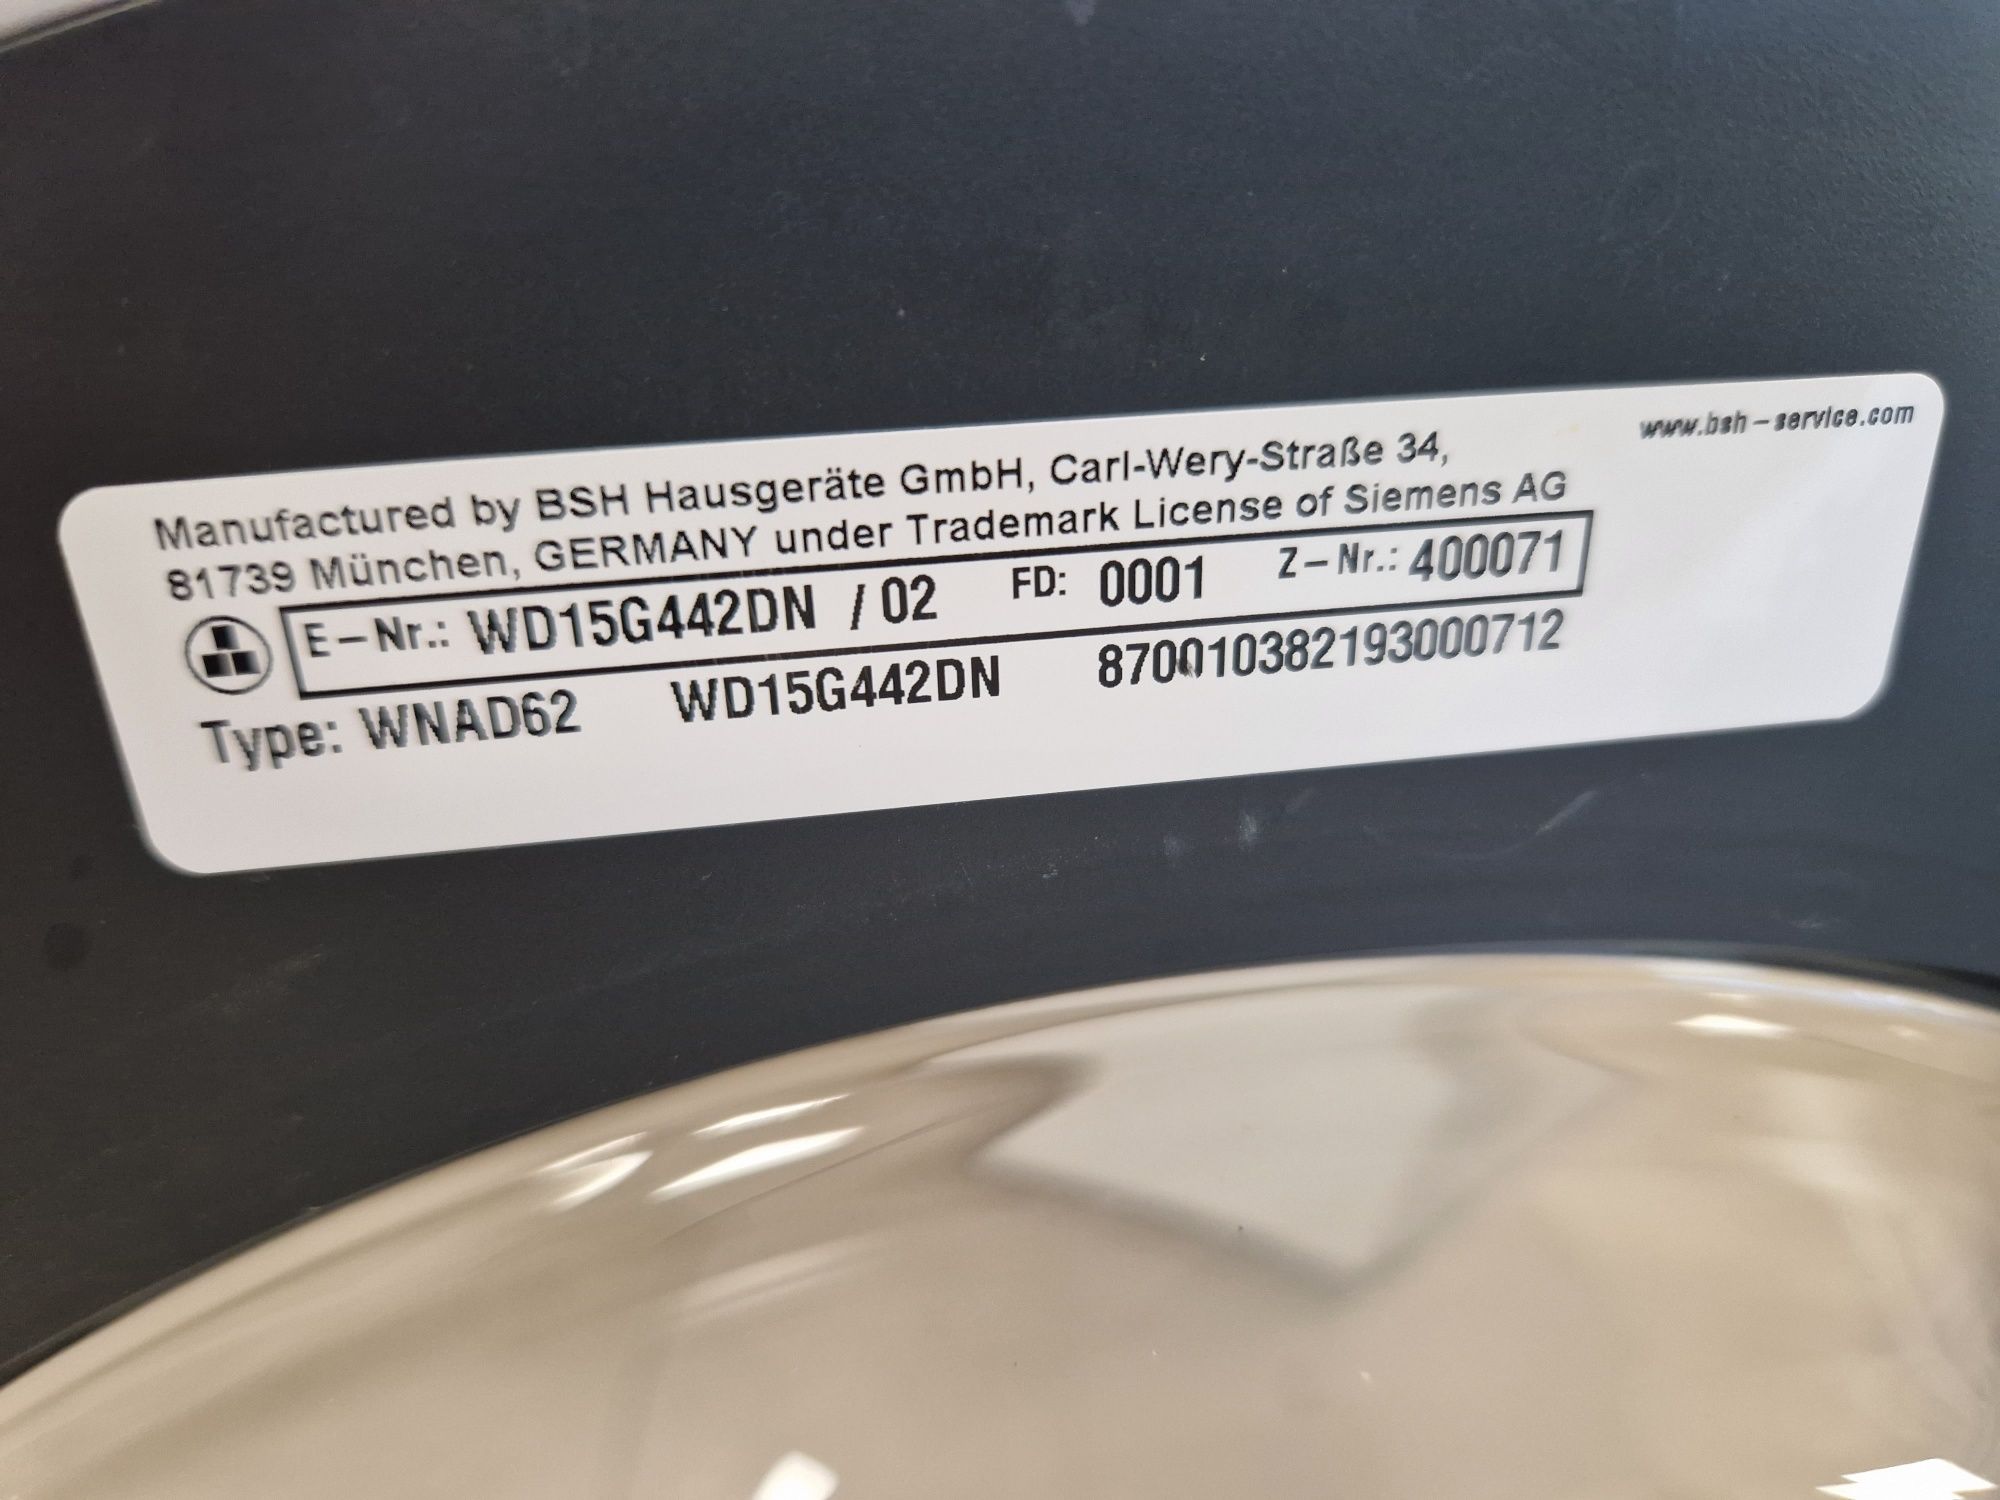 www.bsh-service.com
Manufactured by BSH Hausgeräte GmbH, Carl-Wery-Straße 34,
81739 München, GERMANY under Trademark License of Siemens AG
E-Nr.: WD15G442DN / 02 FD: 0001 Z-Nr.: 400071
Type: WNAD62 WD15G442DN 870010382193000712